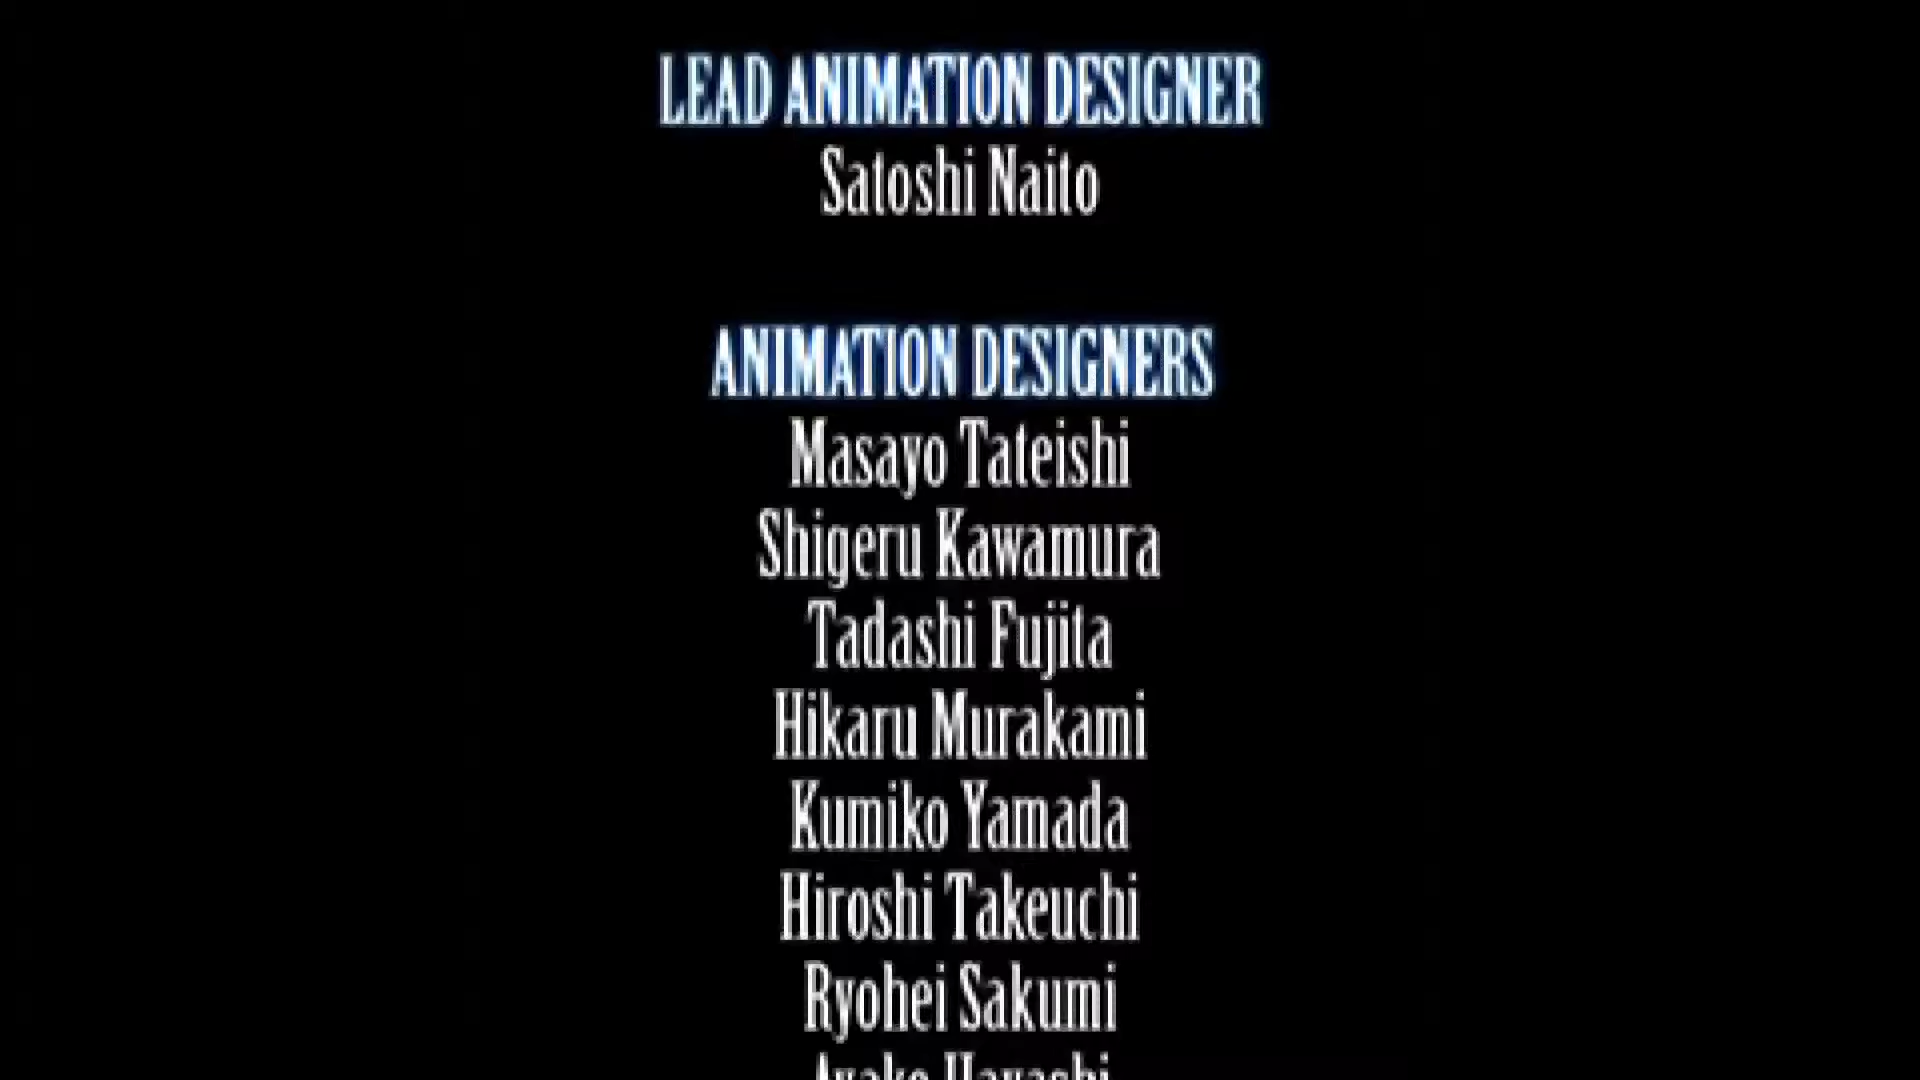 LEAD ANIMATION DESIGNER
Satoshi Naito
ANIMATION DESIGNERS
Masayo Tateishi
Shigeru Kawamura
Tadashi Fujita
Hikaru Murakami
Kumiko Yamada
Hiroshi Takeuchi
Ryohei Sakumi